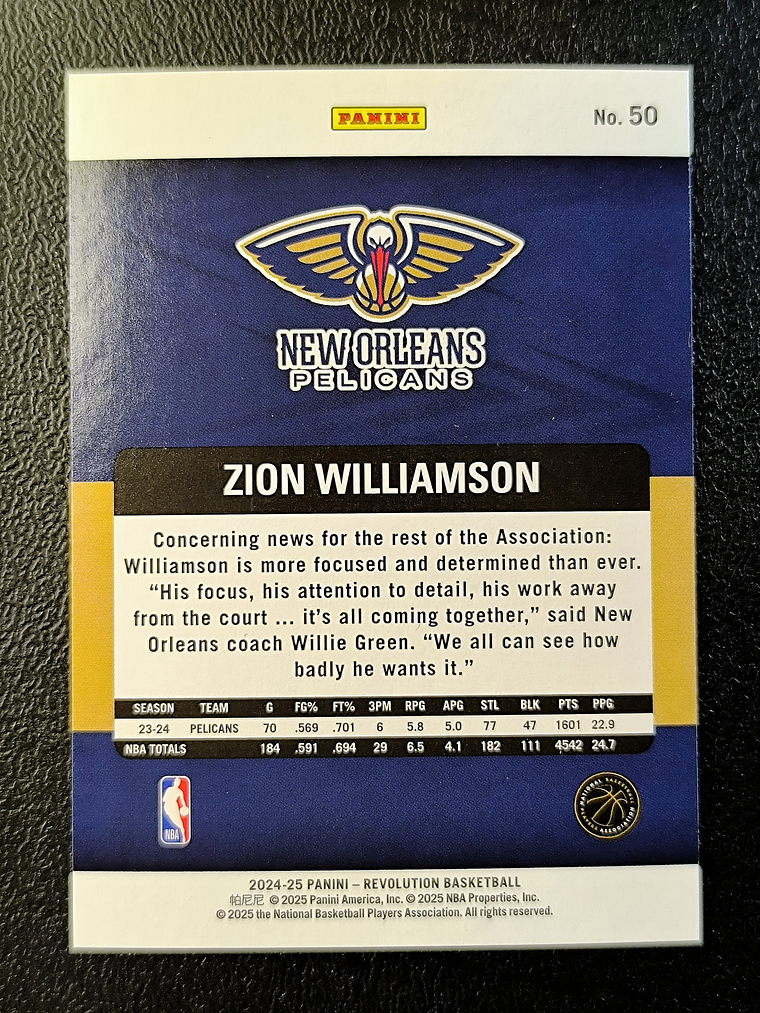 PANINI
No. 50
NEW ORLEANS
PELICANS
ZION WILLIAMSON
Concerning news for the rest of the Association:
Williamson is more focused and determined than ever.
“His focus, his attention to detail, his work away
from the court ... it’s all coming together,” said New
Orleans coach Willie Green. “We all can see how
badly he wants it.”
SEASON TEAM G FG% FT% 3PM RPG APG STL BLK PTS PPG
23-24 PELICANS 70 .569 .701 6 5.8 5.0 77 47 1601 22.9
NBA TOTALS 184 .591 .694 29 6.5 4.1 182 111 4542 24.7
NBA
NATIONAL BASKETBALL
PLAYERS ASSOCIATION
2024-25 PANINI – REVOLUTION BASKETBALL
帕尼尼 © 2025 Panini America, Inc. © 2025 NBA Properties, Inc.
© 2025 the National Basketball Players Association. All rights reserved.